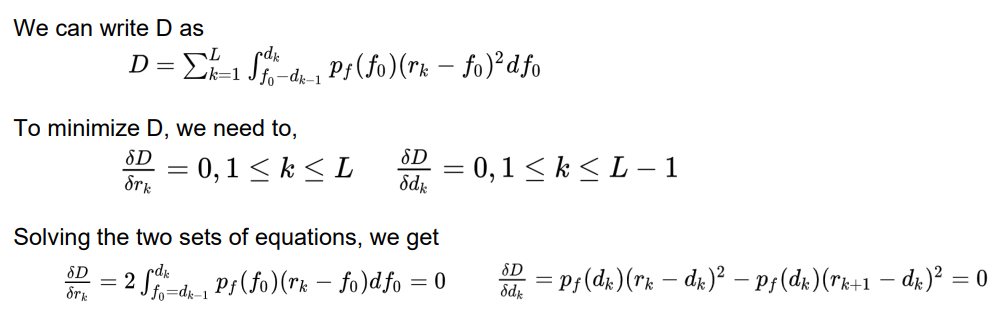 We can write D as
D = ∑_{k=1}^{L} ∫_{f_0-d_{k-1}}^{d_k} p_f(f_0)(r_k − f_0)^2 df_0
To minimize D, we need to,
δD/δr_k = 0, 1 ≤ k ≤ L    δD/δd_k = 0, 1 ≤ k ≤ L − 1
Solving the two sets of equations, we get
δD/δr_k = 2 ∫_{f_0=d_{k-1}}^{d_k} p_f(f_0)(r_k − f_0)df_0 = 0    δD/δd_k = p_f(d_k)(r_k − d_k)^2 − p_f(d_k)(r_{k+1} − d_k)^2 = 0